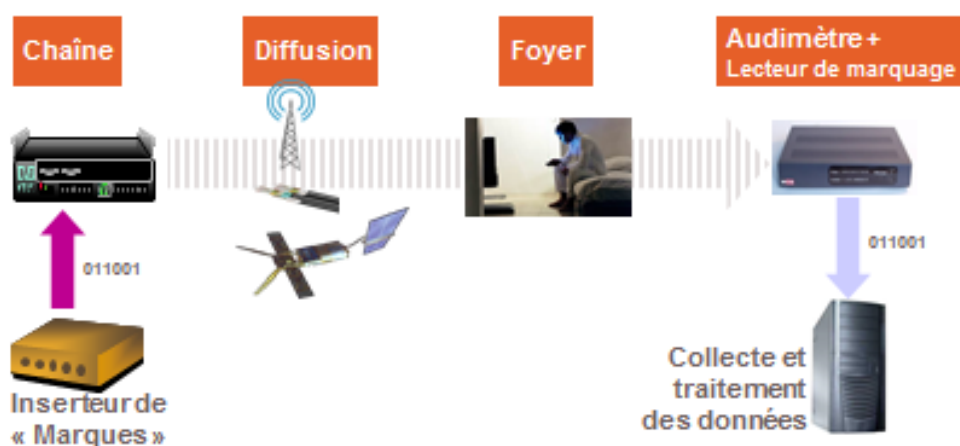 Chaîne
Diffusion
Foyer
Audimètre +
Lecteur de marquage
011001
011001
Inserteur de
« Marques »
Collecte et
traitement
des données